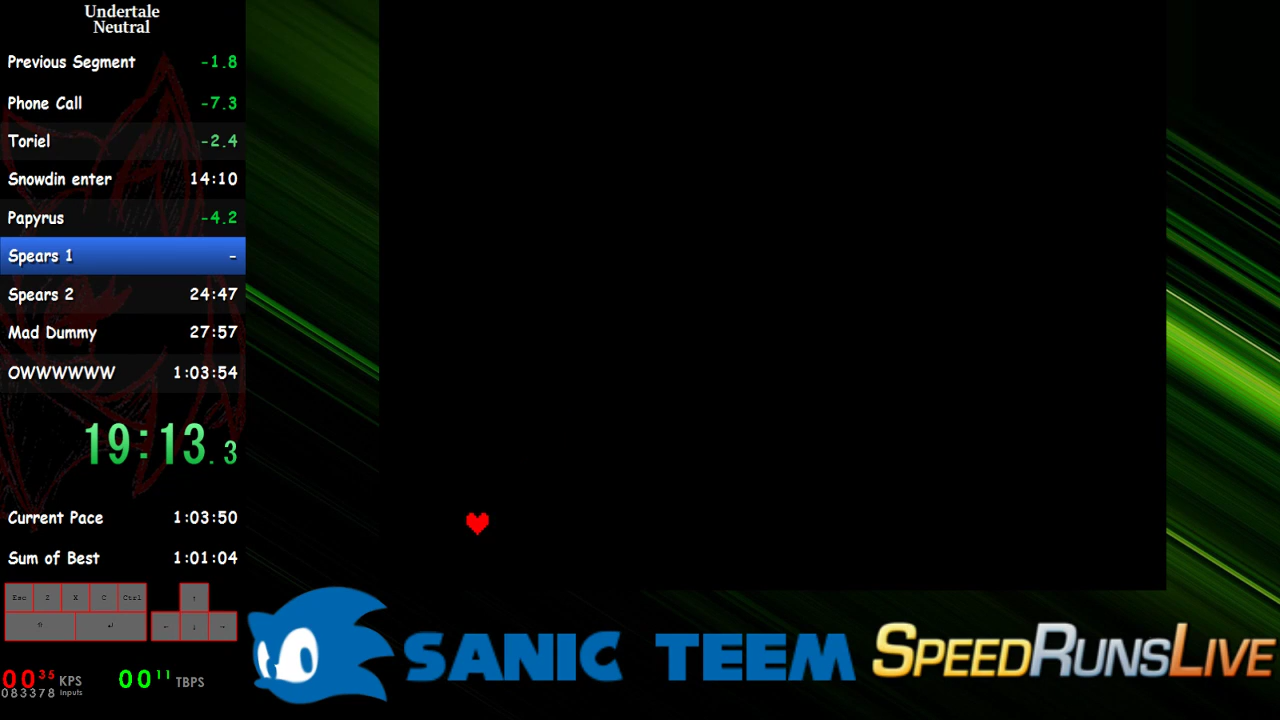 Undertale
Neutral
Previous Segment -1.8
Phone Call -7.3
Toriel -2.4
Snowdin enter 14:10
Papyrus -4.2
Spears 1 -
Spears 2 24:47
Mad Dummy 27:57
OWWWWWW 1:03:54
19:13.3
Current Pace 1:03:50
Sum of Best 1:01:04
Esc Z X C Ctrl ↑
⇧ ↵ ← ↓ →
00 35 KPS 00 11 TBPS
083378 Inputs
SANIC TEEM SPEEDRUNSLIVE